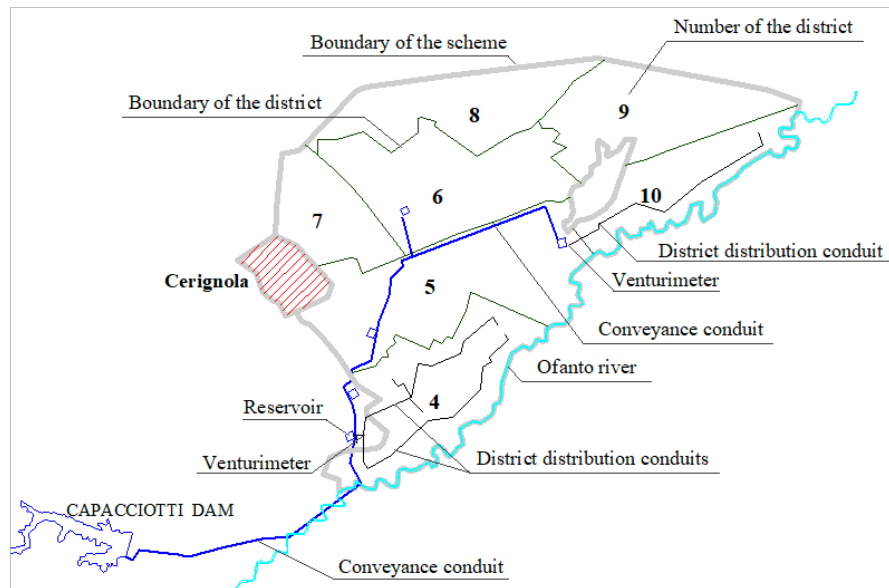 Number of the district
Boundary of the scheme
Boundary of the district
8
9
6
7
10
District distribution conduit
Cerignola
Venturimeter
5
Conveyance conduit
Ofanto river
4
Reservoir
Venturimeter
District distribution conduits
CAPACCIOTTI DAM
Conveyance conduit